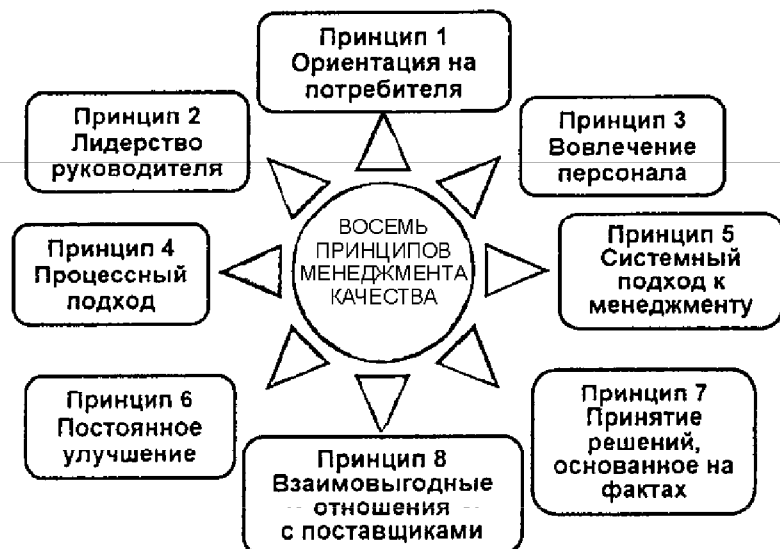 Принцип 1
Ориентация на
потребителя
Принцип 2
Лидерство
руководителя
Принцип 3
Вовлечение
персонала
ВОСЕМЬ
ПРИНЦИПОВ
МЕНЕДЖМЕНТА
КАЧЕСТВА
Принцип 4
Процессный
подход
Принцип 5
Системный
подход к
менеджменту
Принцип 6
Постоянное
улучшение
Принцип 7
Принятие
решений,
основанное на
фактах
Принцип 8
Взаимовыгодные
отношения
с поставщиками